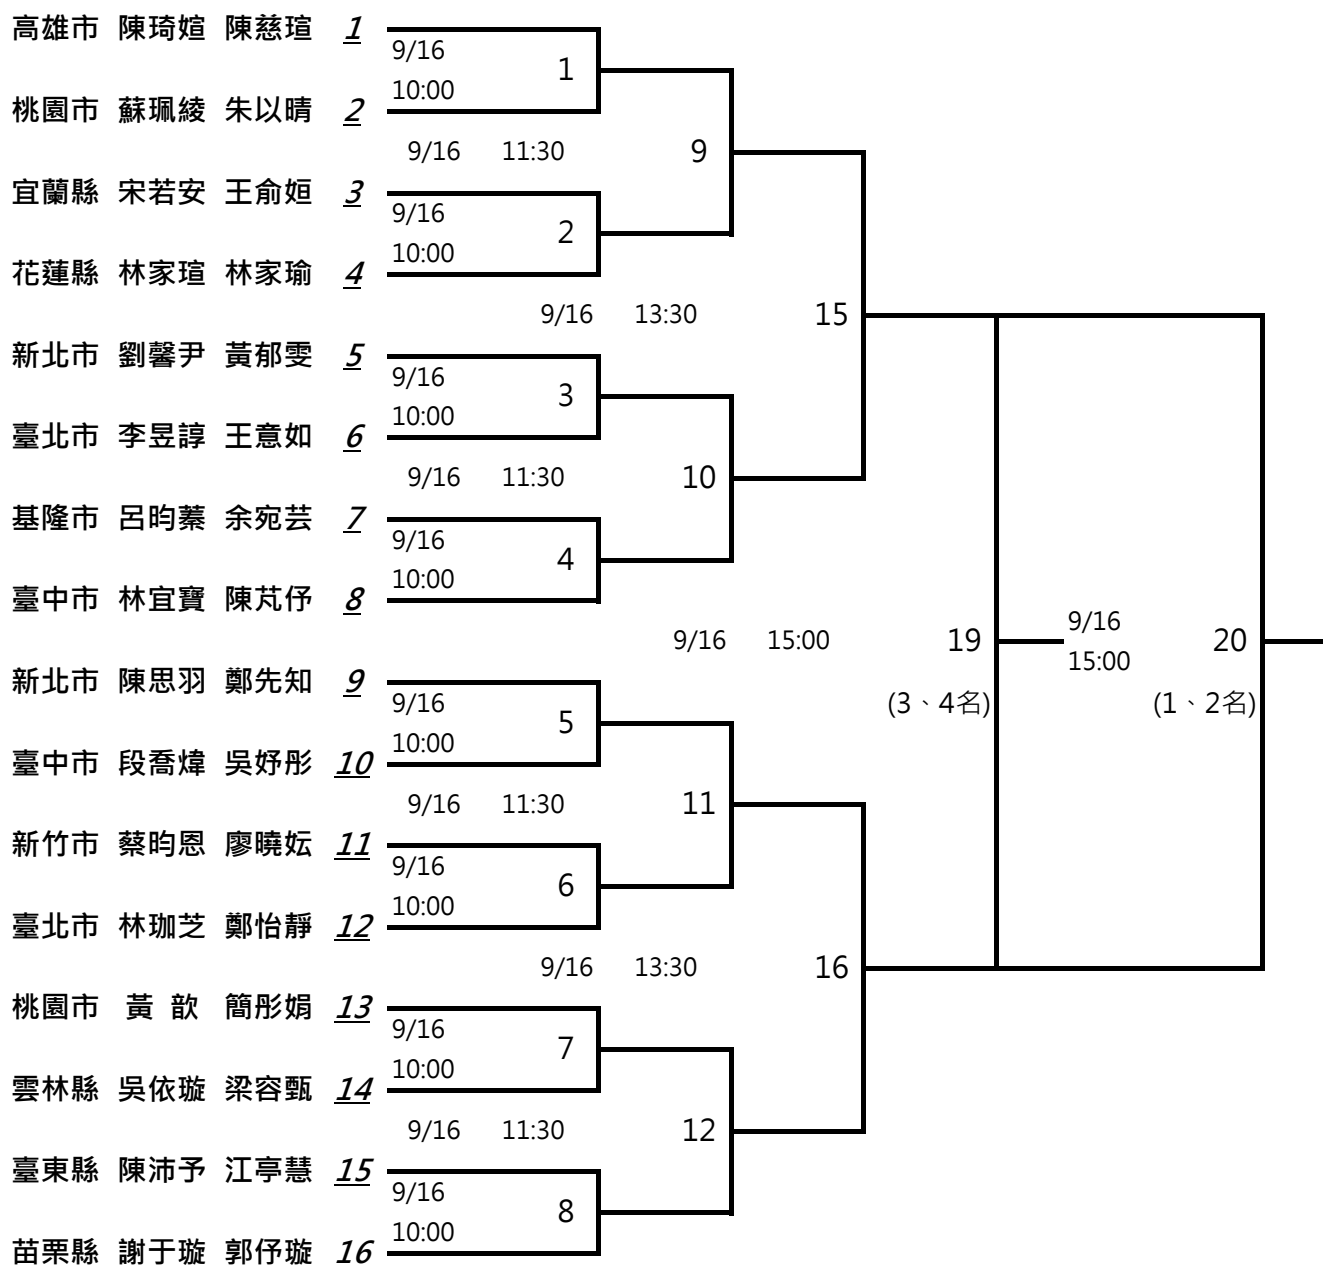 高雄市 陳琦媗 陳慈瑄 1
9/16
10:00
1
桃園市 蘇珮綾 朱以晴 2
9/16 11:30 9
宜蘭縣 宋若安 王俞姮 3
9/16
10:00
2
花蓮縣 林家瑄 林家瑜 4
9/16 13:30 15
新北市 劉馨尹 黃郁雯 5
9/16
10:00
3
臺北市 李昱諄 王意如 6
9/16 11:30 10
基隆市 呂昀蓁 余宛芸 7
9/16
10:00
4
臺中市 林宜寶 陳芃伃 8
9/16 15:00 19
(3、4名)
9/16
15:00
20
(1、2名)
新北市 陳思羽 鄭先知 9
9/16
10:00
5
臺中市 段喬煒 吳妤彤 10
9/16 11:30 11
新竹市 蔡昀恩 廖曉妘 11
9/16
10:00
6
臺北市 林珈芝 鄭怡靜 12
9/16 13:30 16
桃園市 黃 歆 簡彤娟 13
9/16
10:00
7
雲林縣 吳依璇 梁容甄 14
9/16 11:30 12
臺東縣 陳沛予 江亭慧 15
9/16
10:00
8
苗栗縣 謝于璇 郭伃璇 16